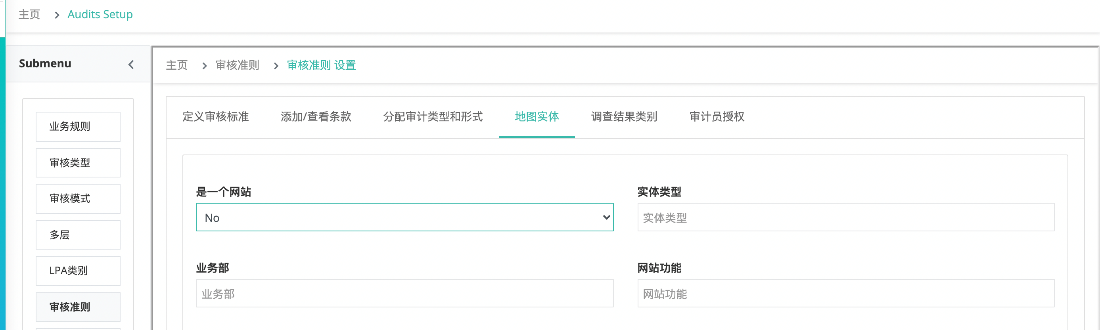 主页 > Audits Setup
Submenu
主页 > 审核准则 > 审核准则 设置
定义审核标准 添加/查看条款 分配审计类型和形式 地图实体 调查结果类别 审计员授权
业务规则
审核类型
审核模式
多层
LPA类别
审核准则
是一个网站 实体类型
No 实体类型
业务部 网站功能
业务部 网站功能